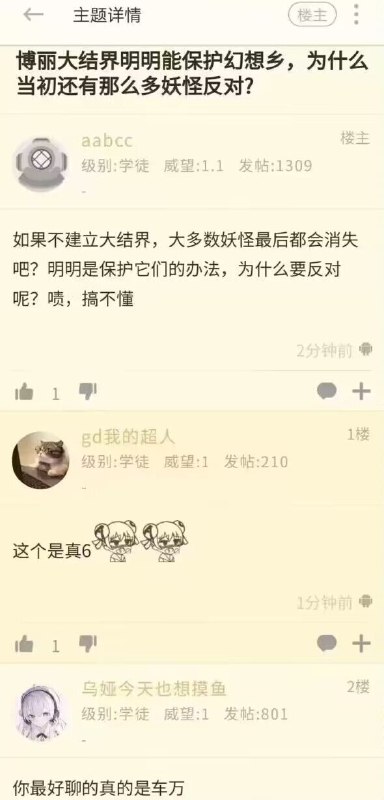 主题详情
楼主
博丽大结界明明能保护幻想乡，为什么
当初还有那么多妖怪反对？
aabcc
楼主
级别:学徒 威望:1.1 发帖:1309
-
如果不建立大结界，大多数妖怪最后都会消失
吧？明明是保护它们的办法，为什么要反对
呢？啧，搞不懂
2分钟前
1
gd我的超人
1楼
级别:学徒 威望:1 发帖:210
-
这个是真6
1分钟前
1
乌娅今天也想摸鱼
2楼
级别:学徒 威望:1 发帖:801
-
你最好聊的真的是车万